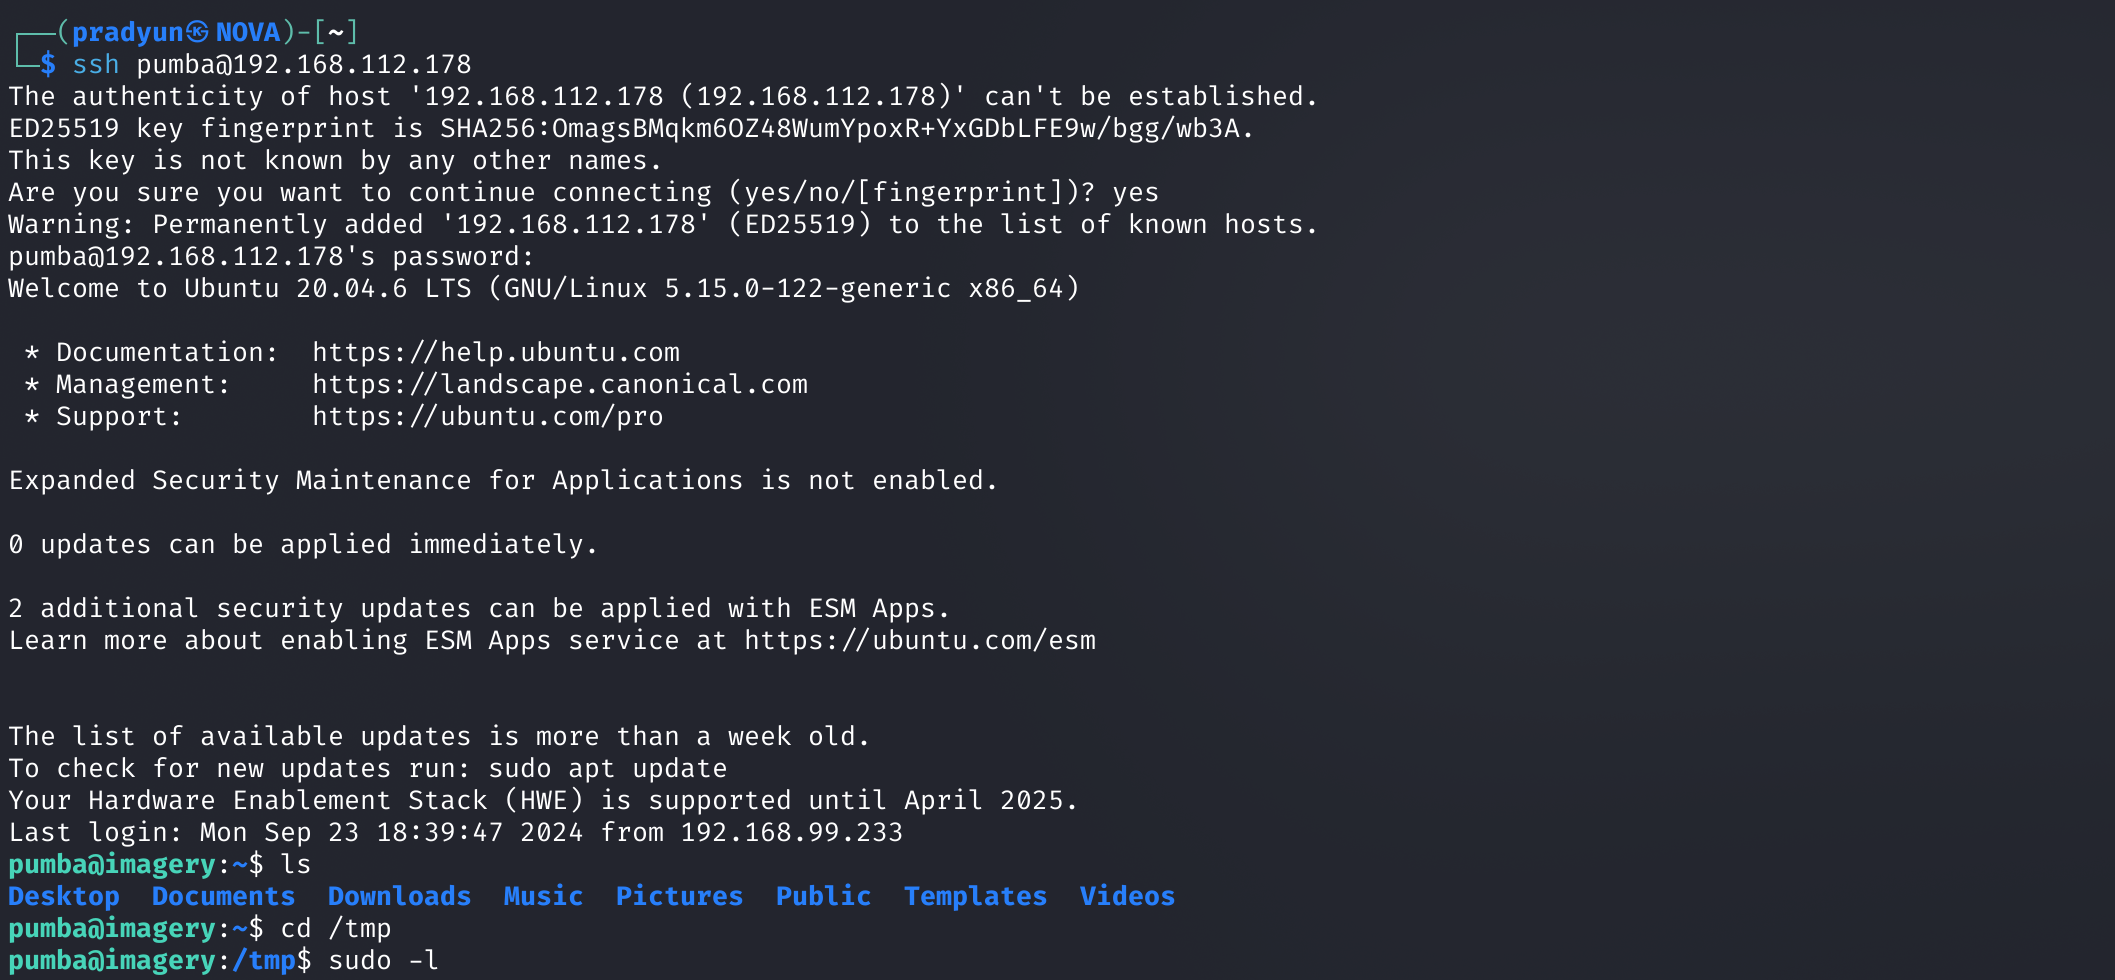 ┌──(pradyun㉿NOVA)-[~]
└─$ ssh pumba@192.168.112.178
The authenticity of host '192.168.112.178 (192.168.112.178)' can't be established.
ED25519 key fingerprint is SHA256:OmagsBMqkm6OZ48WumYpoxR+YxGDbLFE9w/bgg/wb3A.
This key is not known by any other names.
Are you sure you want to continue connecting (yes/no/[fingerprint])? yes
Warning: Permanently added '192.168.112.178' (ED25519) to the list of known hosts.
pumba@192.168.112.178's password:
Welcome to Ubuntu 20.04.6 LTS (GNU/Linux 5.15.0-122-generic x86_64)
* Documentation:  https://help.ubuntu.com
* Management:     https://landscape.canonical.com
* Support:        https://ubuntu.com/pro
Expanded Security Maintenance for Applications is not enabled.
0 updates can be applied immediately.
2 additional security updates can be applied with ESM Apps.
Learn more about enabling ESM Apps service at https://ubuntu.com/esm
The list of available updates is more than a week old.
To check for new updates run: sudo apt update
Your Hardware Enablement Stack (HWE) is supported until April 2025.
Last login: Mon Sep 23 18:39:47 2024 from 192.168.99.233
pumba@imagery:~$ ls
Desktop  Documents  Downloads  Music  Pictures  Public  Templates  Videos
pumba@imagery:~$ cd /tmp
pumba@imagery:/tmp$ sudo -l